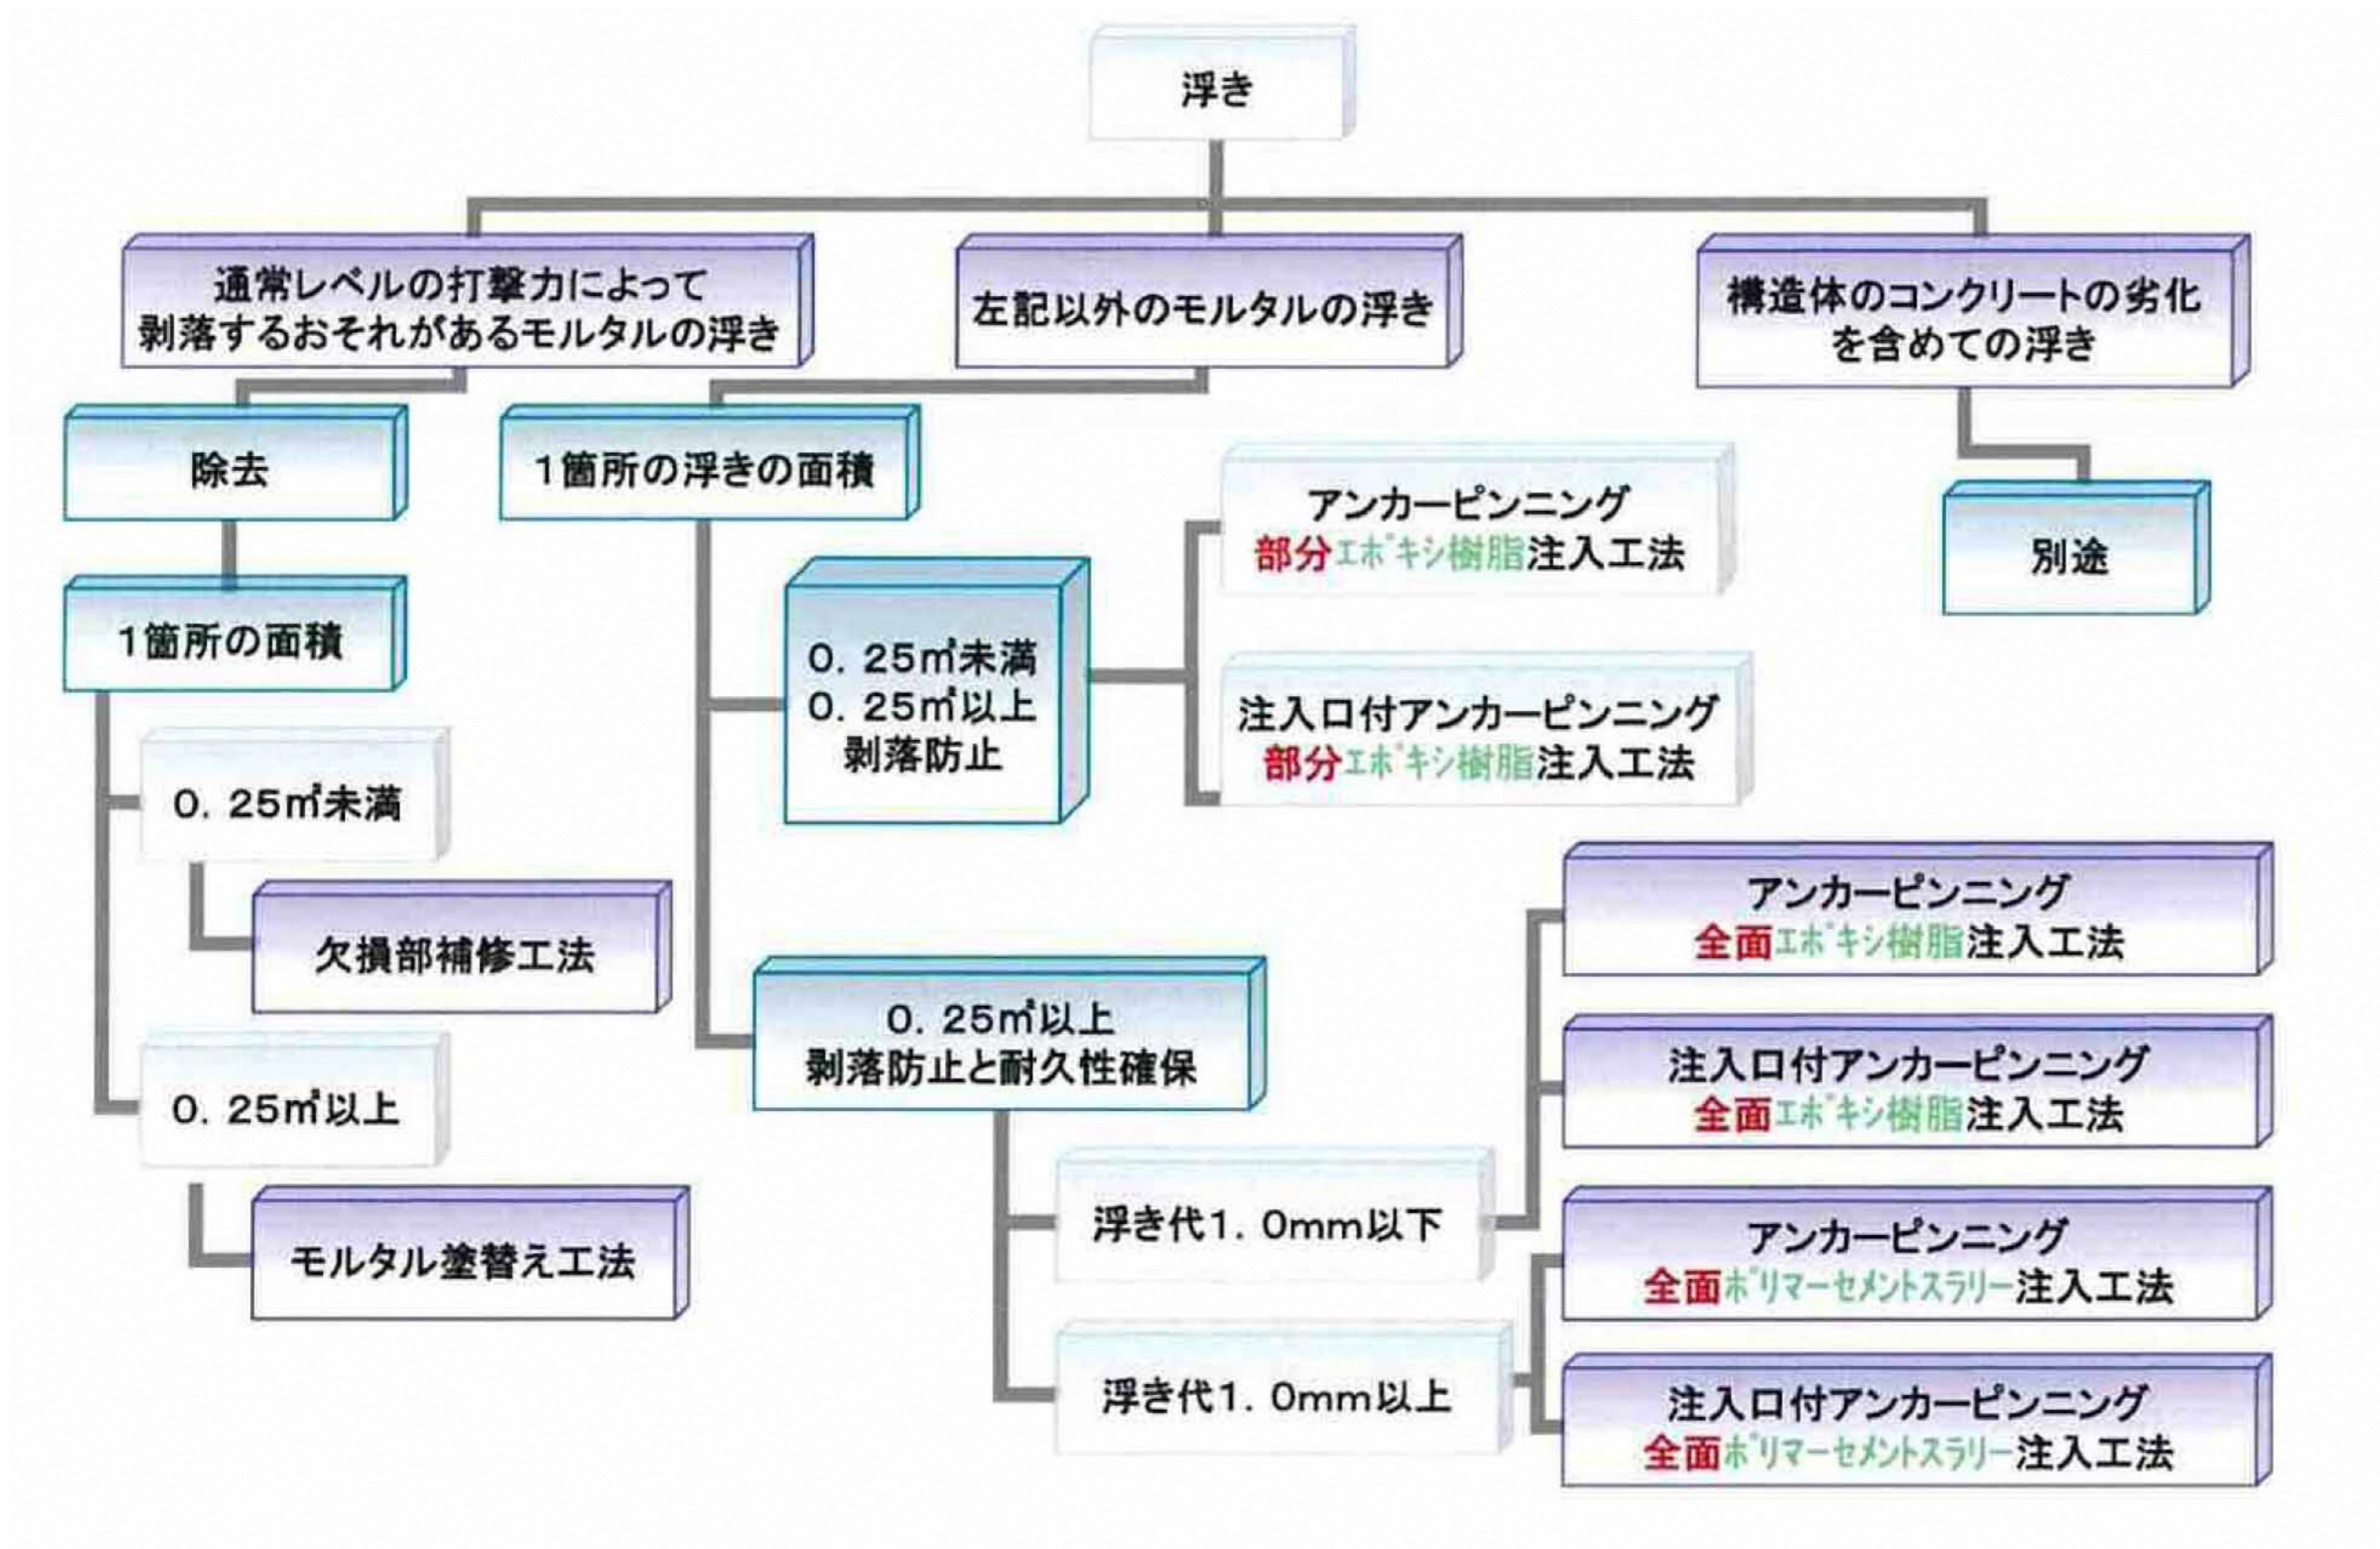 浮き
通常レベルの打撃力によって
剥落するおそれがあるモルタルの浮き
左記以外のモルタルの浮き
構造体のコンクリートの劣化
を含めての浮き
除去
1箇所の浮きの面積
アンカーピンニング
部分ｴﾎﾟｷｼ樹脂注入工法
別途
1箇所の面積
0．25㎡未満
0．25㎡以上
剥落防止
注入口付アンカーピンニング
部分ｴﾎﾟｷｼ樹脂注入工法
0．25㎡未満
欠損部補修工法
アンカーピンニング
全面ｴﾎﾟｷｼ樹脂注入工法
0．25㎡以上
剥落防止と耐久性確保
注入口付アンカーピンニング
全面ｴﾎﾟｷｼ樹脂注入工法
0．25㎡以上
モルタル塗替え工法
浮き代1．0mm以下
アンカーピンニング
全面ﾎﾟﾘﾏｰｾﾒﾝﾄｽﾗﾘｰ注入工法
浮き代1．0mm以上
注入口付アンカーピンニング
全面ﾎﾟﾘﾏｰｾﾒﾝﾄｽﾗﾘｰ注入工法